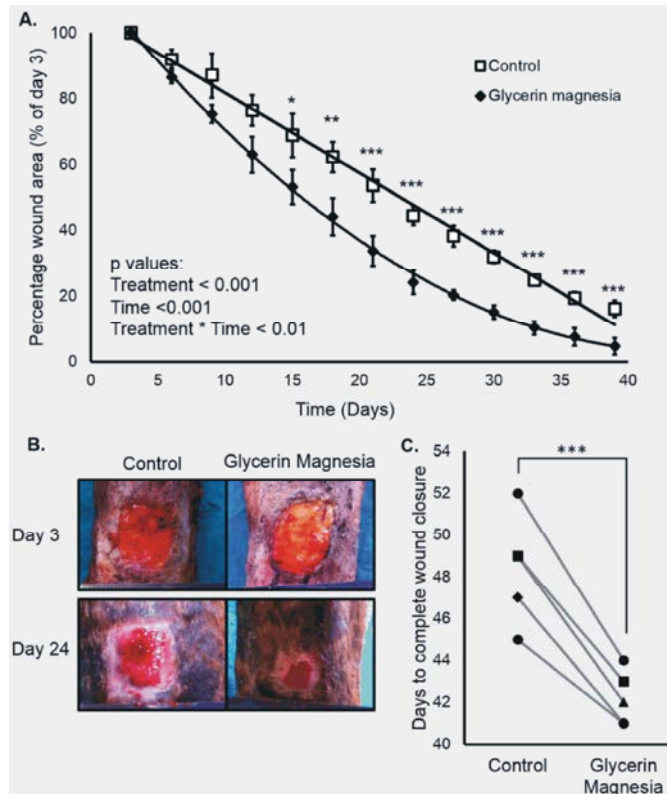 A.
100
80
60
40
20
0
Percentage wound area (% of day 3)
Control
Glycerin magnesia
*
**
***
***
***
***
***
***
***
p values:
Treatment < 0.001
Time <0.001
Treatment * Time < 0.01
0 5 10 15 20 25 30 35 40
Time (Days)
B.
Control Glycerin Magnesia
Day 3
Day 24
C.
54
52
50
48
46
44
42
40
Days to complete wound closure
***
Control
Glycerin
Magnesia